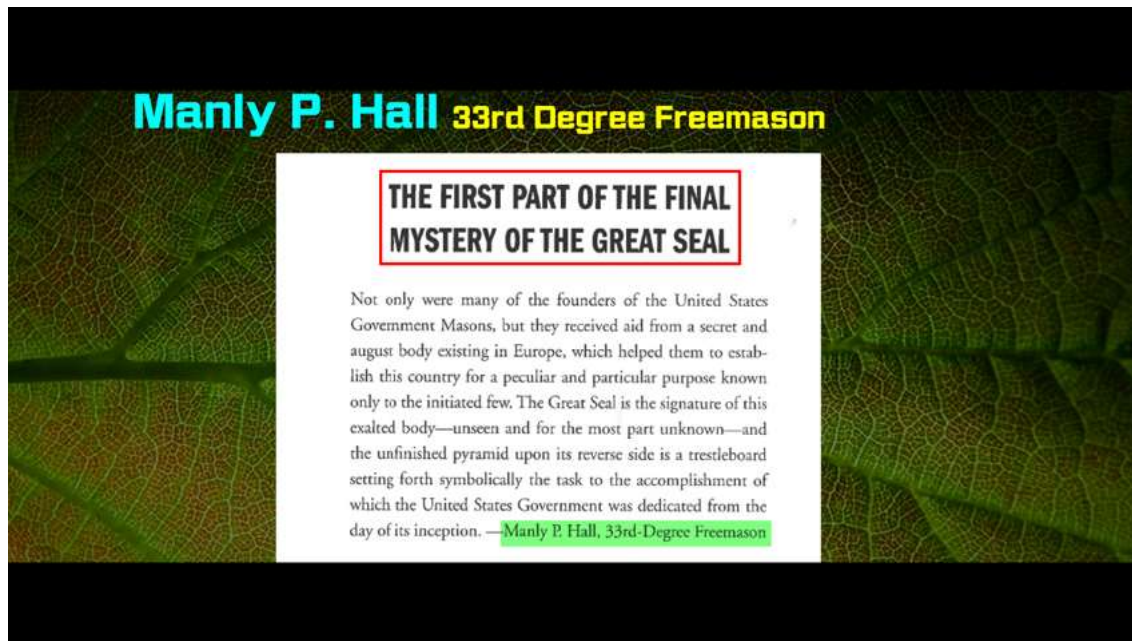 Manly P. Hall 33rd Degree Freemason
THE FIRST PART OF THE FINAL
MYSTERY OF THE GREAT SEAL
Not only were many of the founders of the United States
Government Masons, but they received aid from a secret and
august body existing in Europe, which helped them to estab-
lish this country for a peculiar and particular purpose known
only to the initiated few. The Great Seal is the signature of this
exalted body—unseen and for the most part unknown—and
the unfinished pyramid upon its reverse side is a trestleboard
setting forth symbolically the task to the accomplishment of
which the United States Government was dedicated from the
day of its inception. —Manly P. Hall, 33rd-Degree Freemason